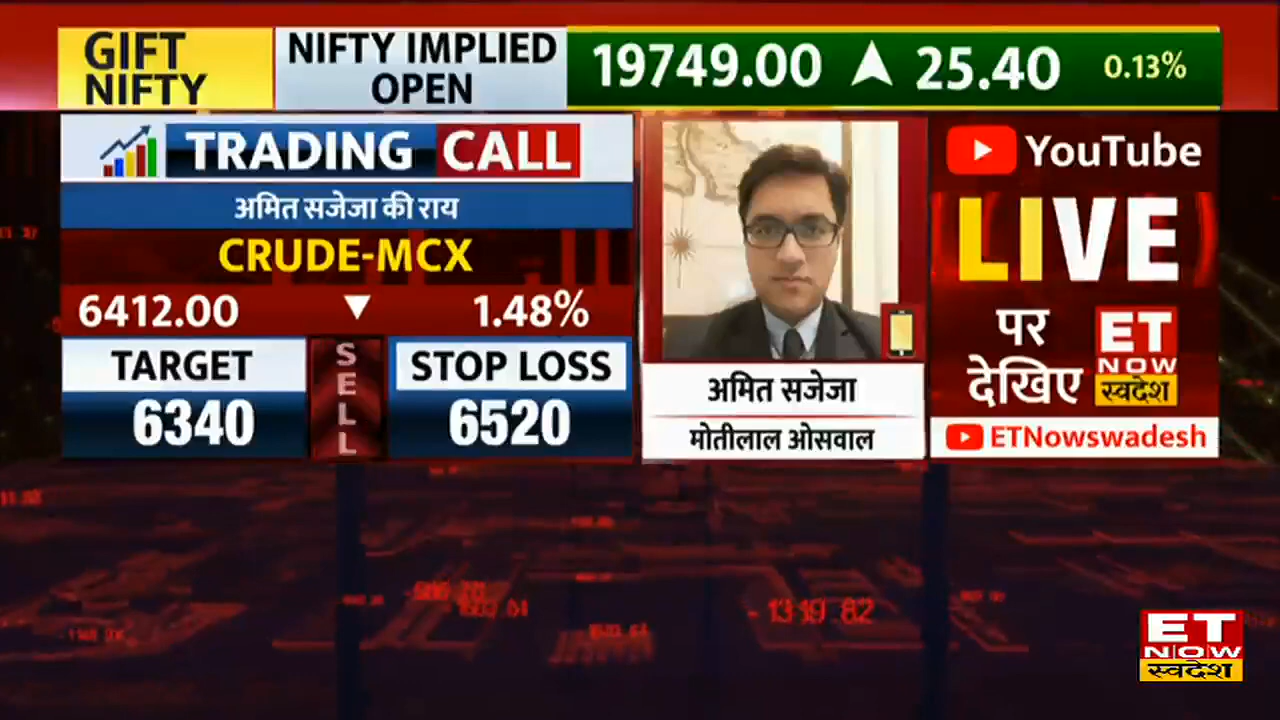 GIFT
NIFTY
NIFTY IMPLIED
OPEN
19749.00 ▲ 25.40 0.13%
TRADING CALL
अमित सजेजा की राय
CRUDE-MCX
6412.00 ▼ 1.48%
TARGET
6340
SELL
STOP LOSS
6520
अमित सजेजा
मोतीलाल ओसवाल
YouTube
LIVE
पर
देखिए
ET
NOW
स्वदेश
ETNowswadesh
- 1319.82
ET
NOW
स्वदेश